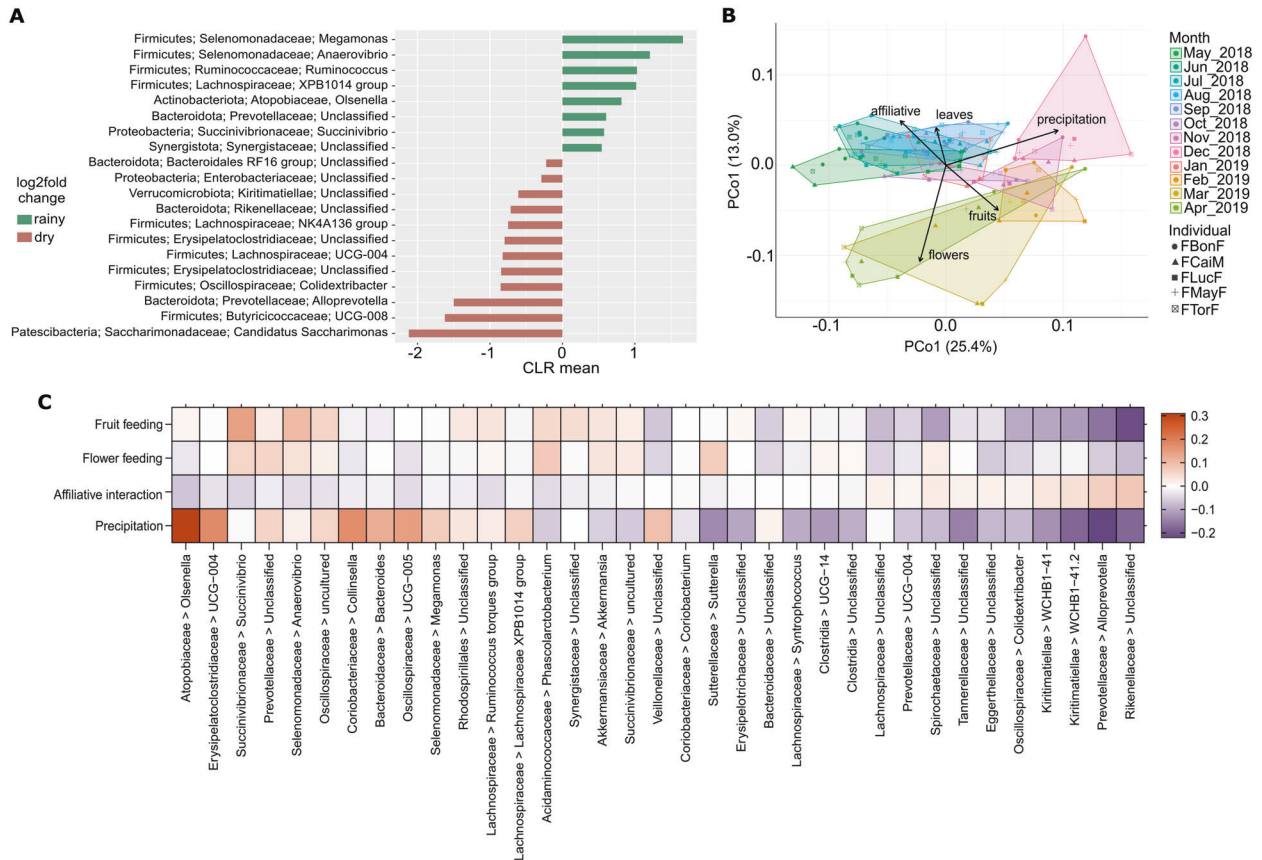 A
Firmicutes; Selenomonadaceae; Megamonas
Firmicutes; Selenomonadaceae; Anaerovibrio
Firmicutes; Ruminococcaceae; Ruminococcus
Firmicutes; Lachnospiraceae; XPB1014 group
Actinobacteriota; Atopobiaceae, Olsenella
Bacteroidota; Prevotellaceae; Unclassified
Proteobacteria; Succinivibrionaceae; Succinivibrio
Synergistota; Synergistaceae; Unclassified
Bacteroidota; Bacteroidales RF16 group; Unclassified
Proteobacteria; Enterobacteriaceae; Unclassified
Verrucomicrobiota; Kiritimatiellae; Unclassified
Bacteroidota; Rikenellaceae; Unclassified
Firmicutes; Lachnospiraceae; NK4A136 group
Firmicutes; Erysipelatoclostridiaceae; Unclassified
Firmicutes; Lachnospiraceae; UCG-004
Firmicutes; Erysipelatoclostridiaceae; Unclassified
Firmicutes; Oscillospiraceae; Colidextribacter
Bacteroidota; Prevotellaceae; Alloprevotella
Firmicutes; Butyricicoccaceae; UCG-008
Patescibacteria; Saccharimonadaceae; Candidatus Saccharimonas
log2fold
change
rainy
dry
-2
-1
0
1
CLR mean
B
0.1
0.0
-0.1
PCo1 (13.0%)
affiliative
leaves
precipitation
fruits
flowers
-0.1
0.0
0.1
PCo1 (25.4%)
Month
May_2018
Jun_2018
Jul_2018
Aug_2018
Sep_2018
Oct_2018
Nov_2018
Dec_2018
Jan_2019
Feb_2019
Mar_2019
Apr_2019
Individual
FBonF
FCaiM
FLucF
FMayF
FTorF
C
Fruit feeding
Flower feeding
Affiliative interaction
Precipitation
0.3
0.2
0.1
0.0
-0.1
-0.2
Atopobiaceae > Olsenella
Erysipelatoclostridiaceae > UCG-004
Succinivibrionaceae > Succinivibrio
Prevotellaceae > Unclassified
Selenomonadaceae > Anaerovibrio
Oscillospiraceae > uncultured
Coriobacteriaceae > Collinsella
Bacteroidaceae > Bacteroides
Oscillospiraceae > UCG-005
Selenomonadaceae > Megamonas
Rhodospirilliales > Unclassified
Lachnospiraceae > Ruminococcus torques group
Lachnospiraceae > Lachnospiraceae XPB1014 group
Acidaminococcaceae > Phascolarctobacterium
Synergistaceae > Unclassified
Akkermansiaceae > Akkermansia
Succinivibrionaceae > uncultured
Veillonellaceae > Unclassified
Coriobacteriaceae > Coriobacterium
Sutterellaceae > Sutterella
Erysipelotrichaceae > Unclassified
Bacteroidaceae > Unclassified
Lachnospiraceae > Syntrophococcus
Clostridia > UCG-14
Clostridia > Unclassified
Lachnospiraceae > Unclassified
Prevotellaceae > UCG-004
Spirochaetaceae > Unclassified
Tannerellaceae > Unclassified
Eggerthellaceae > Unclassified
Oscillospiraceae > Colidextribacter
Kiritimatiellae > WCHB1-41
Kiritimatiellae > WCHB1-41.2
Prevotellaceae > Alloprevotella
Rikenellaceae > Unclassified